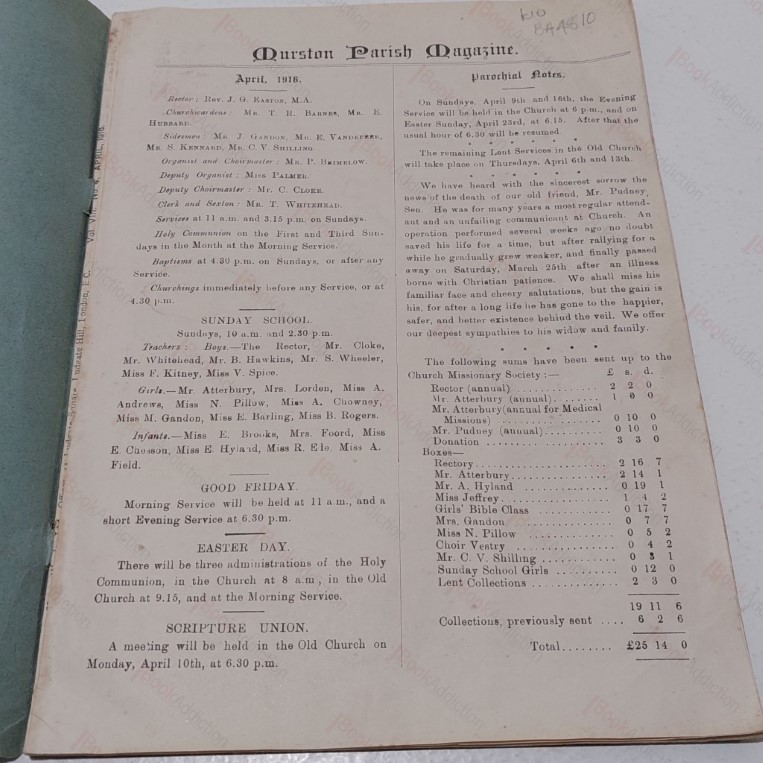 k10
BA4510
Murston Parish Magazine.
April, 1916.
Rector: Rev. J. G. Easton, M.A.
Churchwardens: Mr. T. R. Barnes, Mr. E.
Hubbard.
Sidesmen: Mr. J. Gandon, Mr. E. Vandepeer,
Mr. S. Kennard, Mr. C. V. Shilling
Organist and Choirmaster: Mr. P. Brimelow.
Deputy Organist: Miss Palmer.
Deputy Choirmaster: Mr. C. Cloke.
Clerk and Sexton: Mr. T. Whitehead.
Services at 11 a.m. and 3.15 p.m. on Sundays.
Holy Communion on the First and Third Sun-
days in the Month at the Morning Service.
Baptisms at 4.30 p.m. on Sundays, or after any
Service.
Churchings immediately before any Service, or at
4.30 p.m.
SUNDAY SCHOOL.
Sundays, 10 a.m. and 2.30 p.m.
Teachers: Boys.—The Rector, Mr. Cloke,
Mr. Whitehead, Mr. B. Hawkins, Mr. S. Wheeler,
Miss F. Kitney, Miss V. Spice.
Girls.—Mr. Atterbury, Mrs. Lorden, Miss A.
Andrews, Miss N. Pillow, Miss A. Chowney,
Miss M. Gandon, Miss E. Barling, Miss B. Rogers.
Infants.—Miss E. Brooks, Mrs. Foord, Miss
E. Cuesson, Miss E. Hyland, Miss R. Ele, Miss A.
Field.
GOOD FRIDAY.
Morning Service will be held at 11 a.m., and a
short Evening Service at 6.30 p.m.
EASTER DAY.
There will be three administrations of the Holy
Communion, in the Church at 8 a.m., in the Old
Church at 9.15, and at the Morning Service.
SCRIPTURE UNION.
A meeting will be held in the Old Church on
Monday, April 10th, at 6.30 p.m.
Parochial Notes.
On Sundays, April 9th and 16th, the Evening
Service will be held at 6 p.m., and on
Easter Sunday, April 23rd, at 6.15. After that the
usual hour of 6.30 will be resumed.
* * * * *
The remaining Lent Services in the Old Church
will take place on Thursdays, April 6th and 13th.
* * * * *
We have heard with the sincerest sorrow the
news of the death of our old friend, Mr. Pudney,
Sen. He was for many years a most regular attend-
ant and an unfailing communicant at Church. An
operation performed several weeks ago no doubt
saved his life for a time, but after rallying for a
while he gradually grew weaker, and finally passed
away on Saturday, March 25th after an illness
borne with Christian patience. We shall miss his
familiar face and cheery salutations, but the gain is
his, for after a long life he has gone to the happier,
safer, and better existence behind the veil. We offer
our deepest sympathies to his widow and family.
* * * * *
The following sums have been sent up to the
Church Missionary Society:— £ s. d.
Rector (annual) 2 2 0
Mr. Atterbury (annual) 1 0 0
Mr. Atterbury (annual for Medical
Missions) 0 10 0
Mr. Pudney (annual) 0 10 0
Donation 3 3 0
Boxes—
Rectory 2 16 7
Mr. Atterbury 2 14 1
Mr. A. Hyland 0 19 1
Miss Jeffrey 1 4 2
Girls' Bible Class 0 17 7
Mrs. Gandon 0 7 7
Miss N. Pillow 0 5 2
Choir Vestry 0 4 2
Mr. C. V. Shilling 0 3 1
Sunday School Girls 0 12 0
Lent Collections 2 3 0
19 11 6
Collections, previously sent 6 2 6
Total £25 14 0